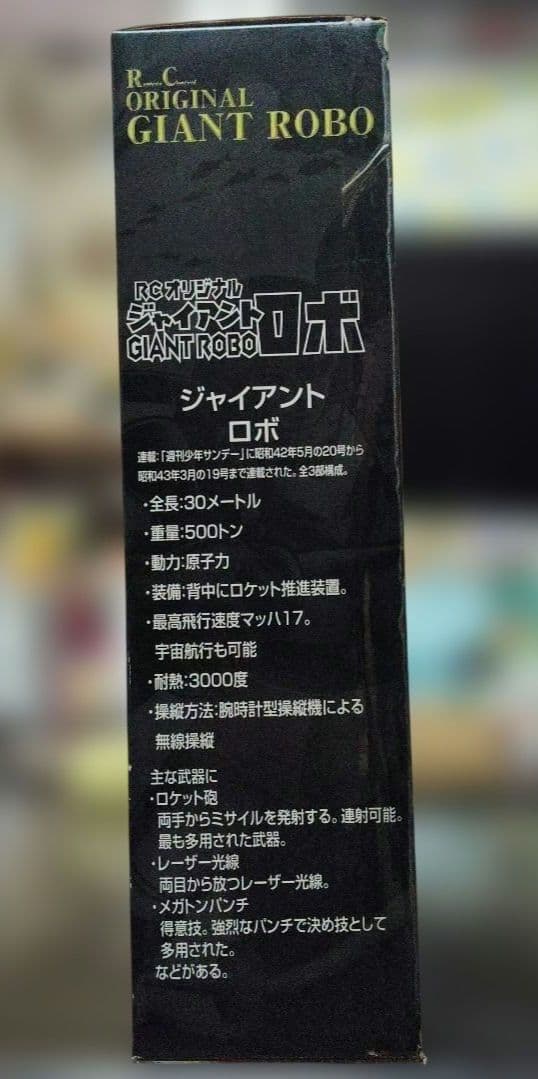 Remote Control
ORIGINAL
GIANT ROBO
RCオリジナル
ジャイアントロボ
GIANT ROBO
ジャイアント
ロボ
連載:「週刊少年サンデー」に昭和42年5月の20号から
昭和43年3月の19号まで連載された。全3部構成。
・全長:30メートル
・重量:500トン
・動力:原子力
・装備:背中にロケット推進装置。
・最高飛行速度マッハ17。
宇宙航行も可能
・耐熱:3000度
・操縦方法:腕時計型操縦機による
無線操縦
主な武器に
・ロケット砲
両手からミサイルを発射する。連射可能。
最も多用された武器。
・レーザー光線
両目から放つレーザー光線。
・メガトンパンチ
得意技。強烈なパンチで決め技として
多用された。
などがある。